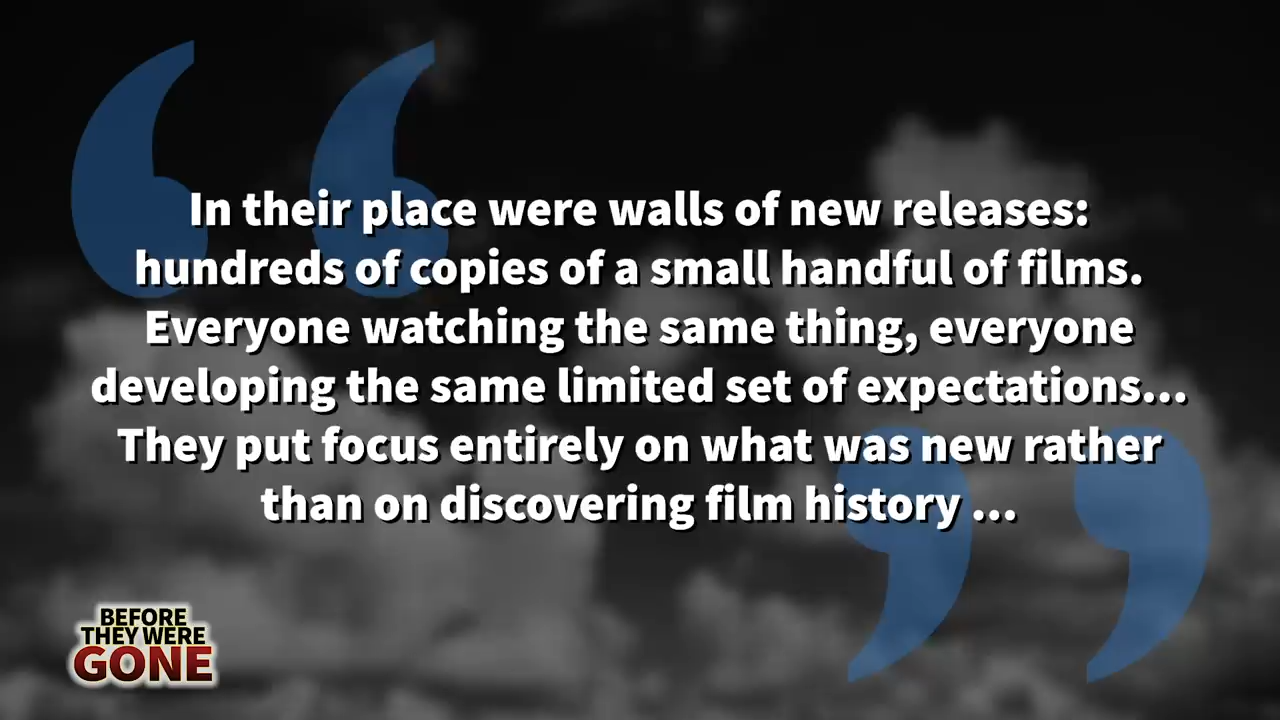 In their place were walls of new releases:
hundreds of copies of a small handful of films.
Everyone watching the same thing, everyone
developing the same limited set of expectations...
They put focus entirely on what was new rather
than on discovering film history ...
BEFORE
THEY WERE
GONE